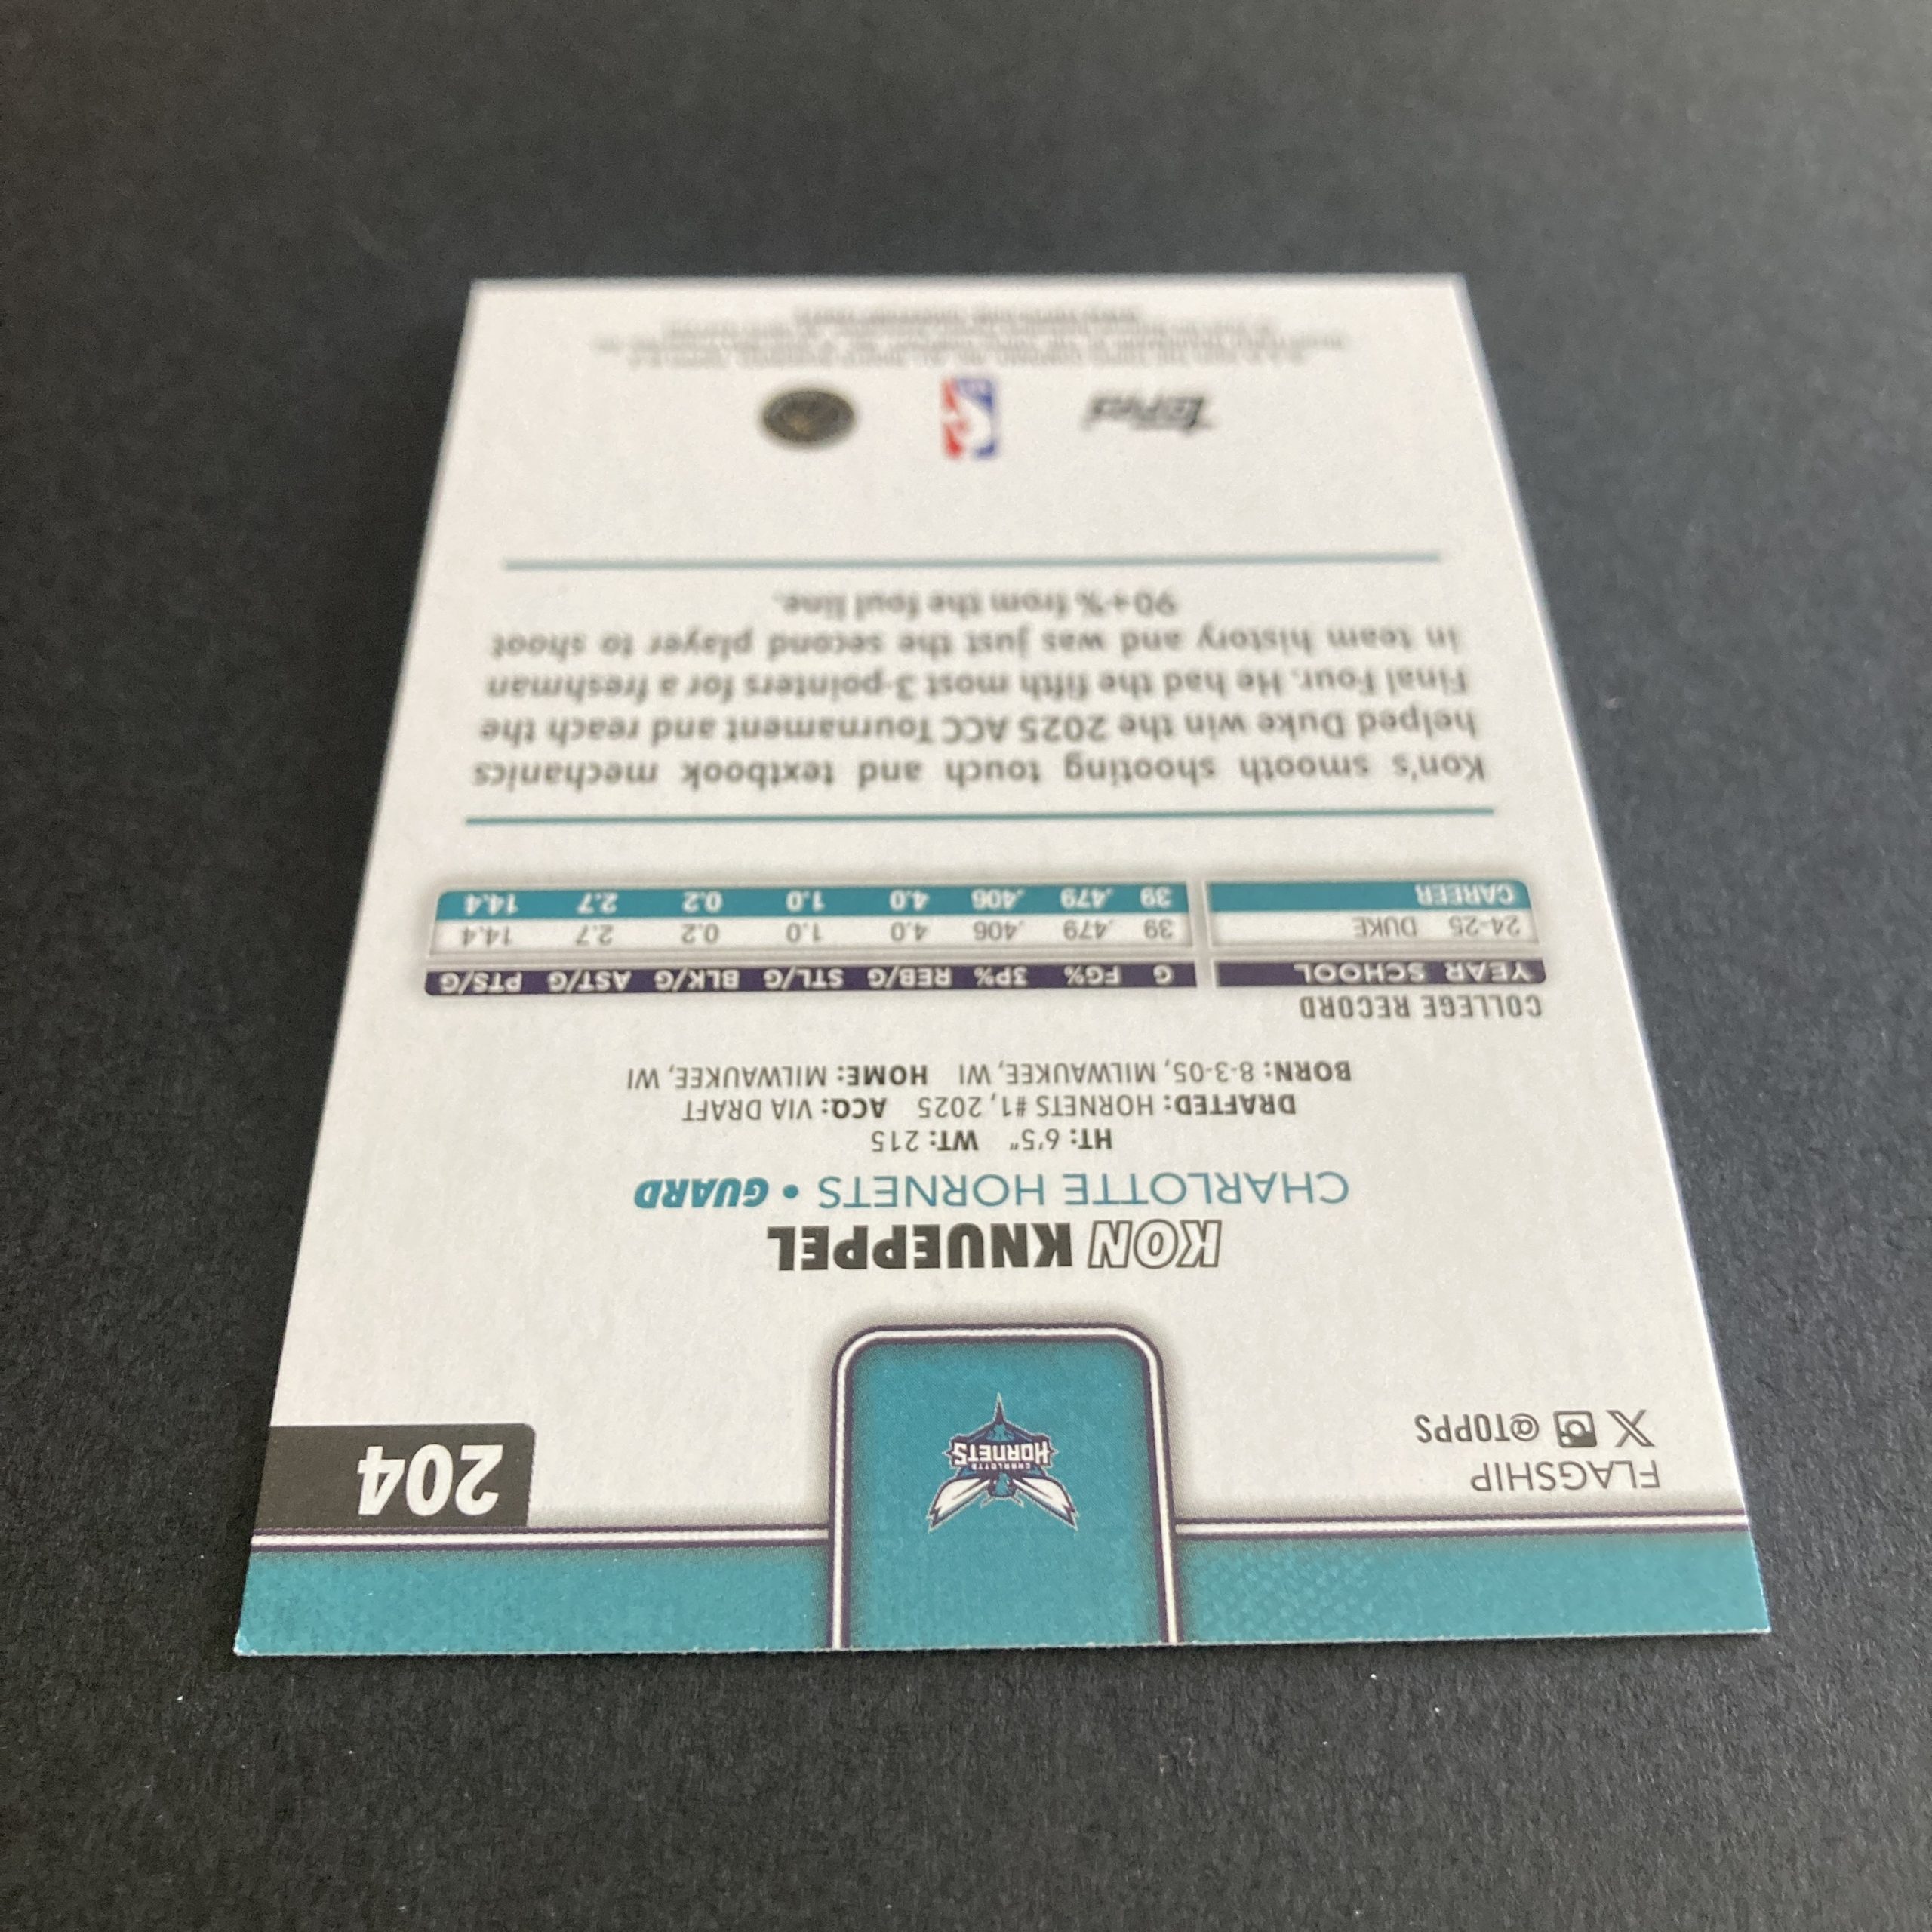 FLAGSHIP
@TOPPS
204
CHARLOTTE
HORNETS
KON KNUEPPEL
CHARLOTTE HORNETS • GUARD
HT: 6'5" WT: 215
DRAFTED: HORNETS #1, 2025 ACQ: VIA DRAFT
BORN: 8-3-05, MILWAUKEE, WI HOME: MILWAUKEE, WI
COLLEGE RECORD
YEAR SCHOOL G FG% 3P% REB/G STL/G BLK/G AST/G PTS/G
24-25 DUKE 39 .479 .406 4.0 1.0 0.2 2.7 14.4
CAREER 39 .479 .406 4.0 1.0 0.2 2.7 14.4
Kon's smooth shooting touch and textbook mechanics
helped Duke win the 2025 ACC Tournament and reach the
Final Four. He had the fifth most 3-pointers for a freshman
in team history and was just the second player to shoot
90+% from the foul line.
Topps